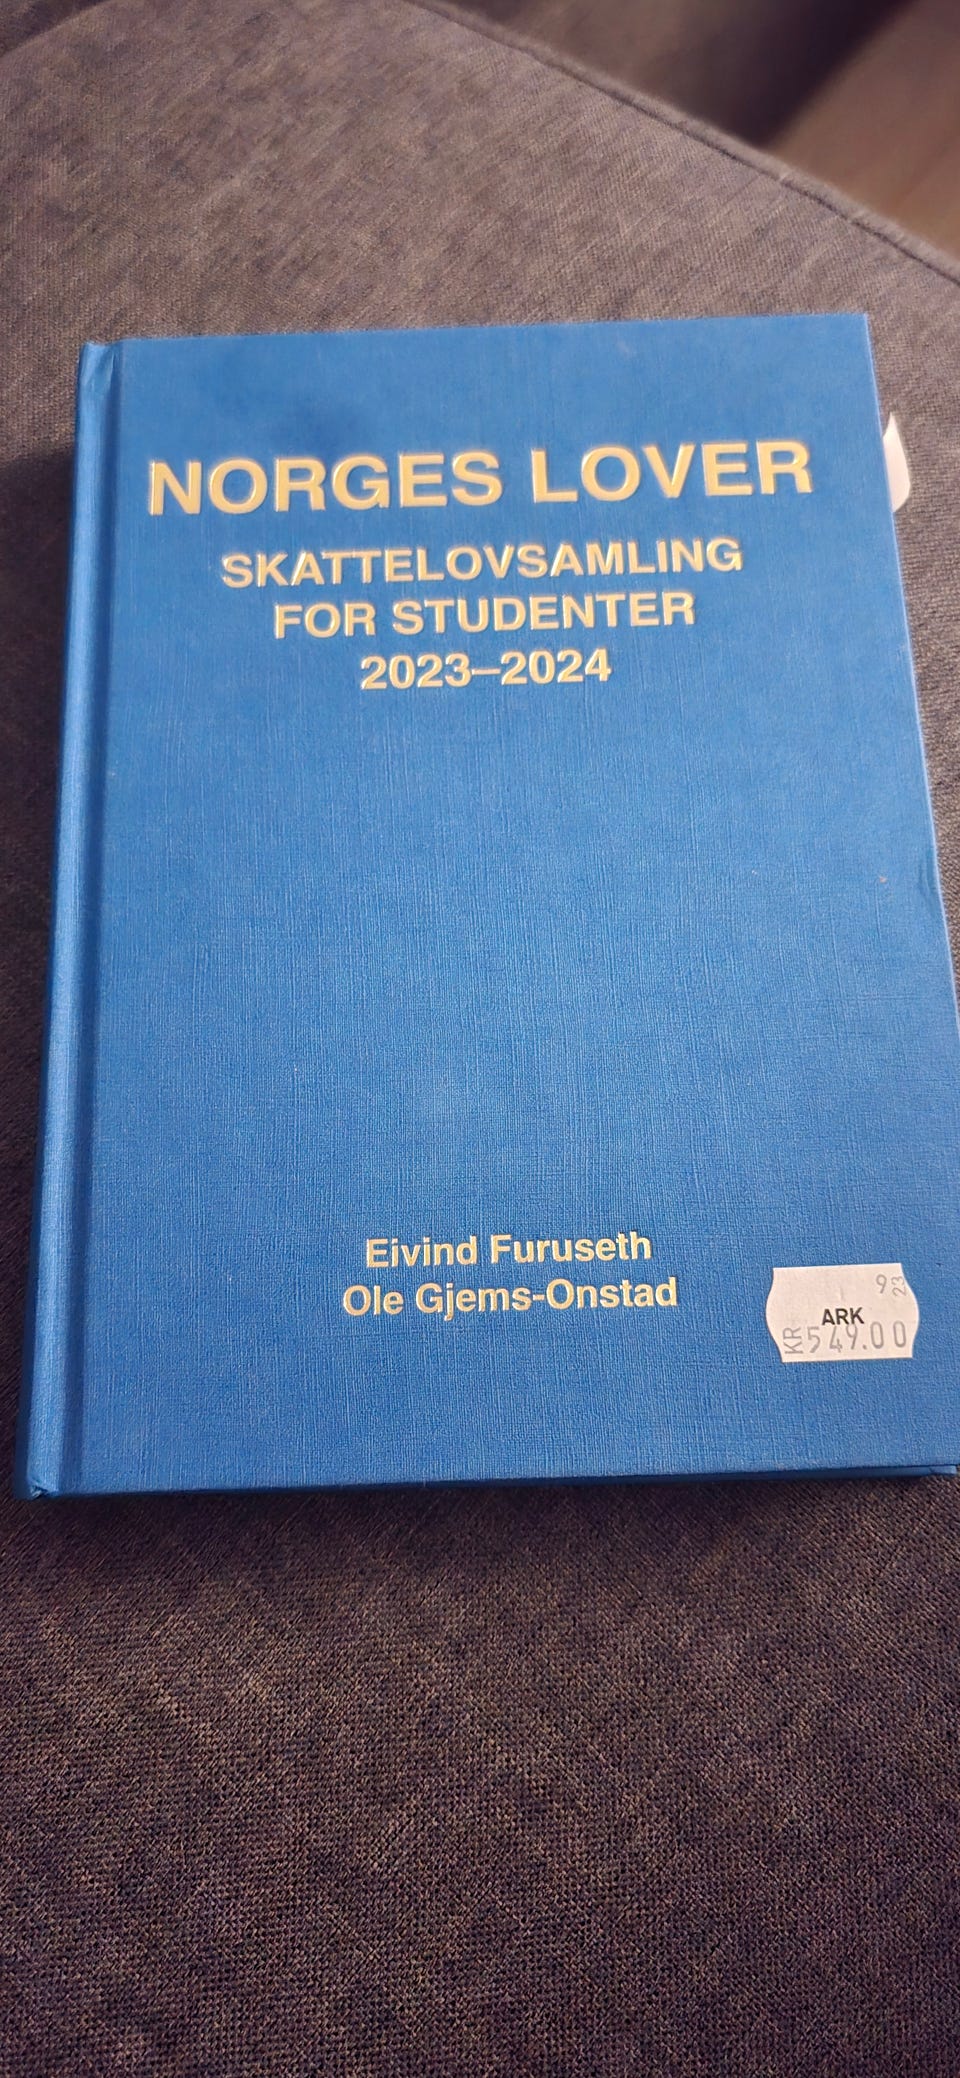 NORGES LOVER
SKATTELOVSAMLING
FOR STUDENTER
2023–2024
Eivind Furuseth
Ole Gjems-Onstad
9 23
ARK
KR 549.00